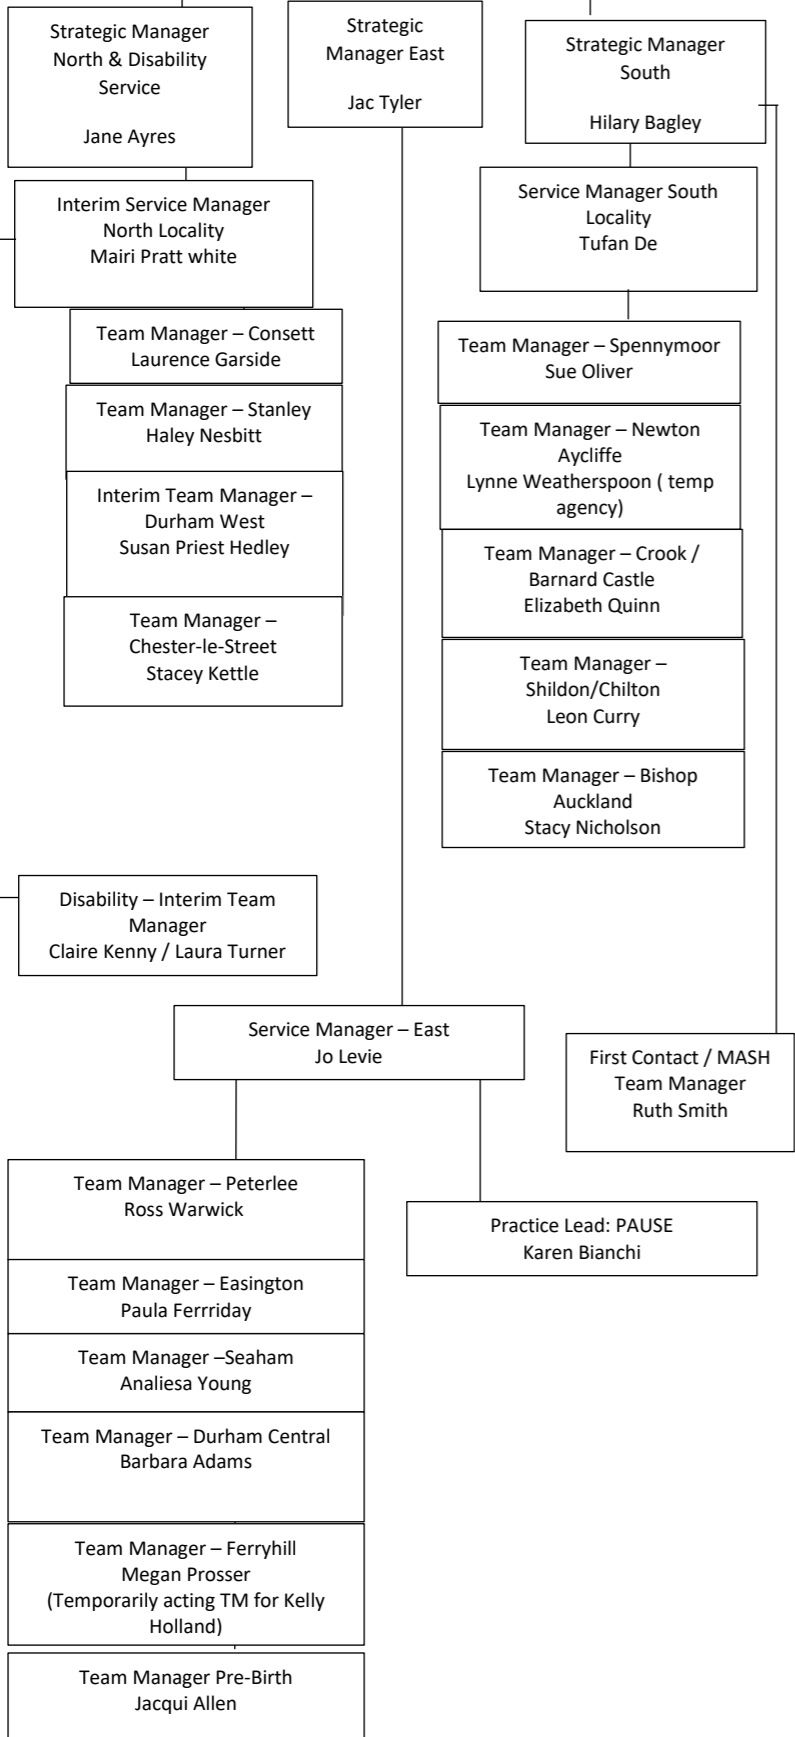 Strategic Manager
North & Disability
Service
Jane Ayres
Strategic
Manager East
Jac Tyler
Strategic Manager
South
Hilary Bagley
Interim Service Manager
North Locality
Mairi Pratt white
Service Manager South
Locality
Tufan De
Team Manager – Consett
Laurence Garside
Team Manager – Stanley
Haley Nesbitt
Interim Team Manager –
Durham West
Susan Priest Hedley
Team Manager –
Chester-le-Street
Stacey Kettle
Team Manager – Spennymoor
Sue Oliver
Team Manager – Newton
Aycliffe
Lynne Weatherspoon ( temp
agency)
Team Manager – Crook /
Barnard Castle
Elizabeth Quinn
Team Manager –
Shildon/Chilton
Leon Curry
Team Manager – Bishop
Auckland
Stacy Nicholson
Disability – Interim Team
Manager
Claire Kenny / Laura Turner
Service Manager – East
Jo Levie
First Contact / MASH
Team Manager
Ruth Smith
Team Manager – Peterlee
Ross Warwick
Practice Lead: PAUSE
Karen Bianchi
Team Manager – Easington
Paula Ferrriday
Team Manager –Seaham
Analiesa Young
Team Manager – Durham Central
Barbara Adams
Team Manager – Ferryhill
Megan Prosser
(Temporarily acting TM for Kelly
Holland)
Team Manager Pre-Birth
Jacqui Allen